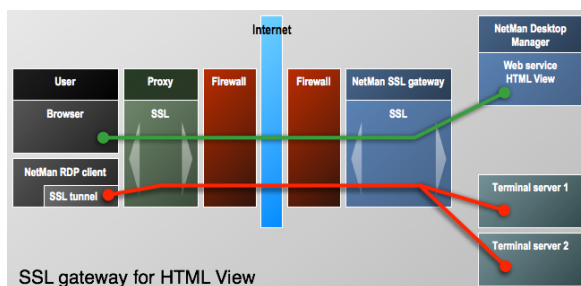 Internet
NetMan Desktop
Manager
User
Proxy
Firewall
Firewall
NetMan SSL gateway
Web service
HTML View
Browser
SSL
SSL
NetMan RDP client
SSL tunnel
Terminal server 1
Terminal server 2
SSL gateway for HTML View